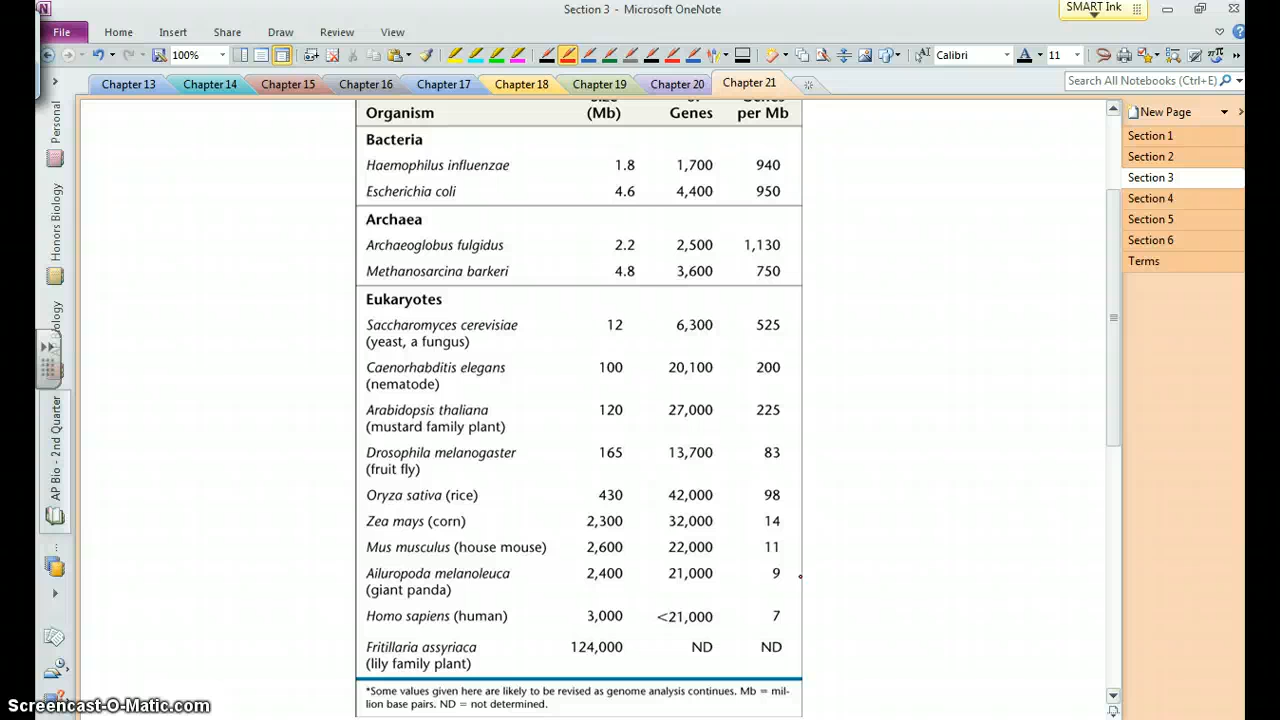 Section 3 - Microsoft OneNote
SMART Ink
File Home Insert Share Draw Review View
100% Calibri 11
Chapter 13 Chapter 14 Chapter 15 Chapter 16 Chapter 17 Chapter 18 Chapter 19 Chapter 20 Chapter 21
Search All Notebooks (Ctrl+E)
Personal
Honors Biology
AP Bio - 2nd Quarter
New Page
Section 1
Section 2
Section 3
Section 4
Section 5
Section 6
Terms
Organism (Mb) Genes per Mb
Bacteria
Haemophilus influenzae 1.8 1,700 940
Escherichia coli 4.6 4,400 950
Archaea
Archaeoglobus fulgidus 2.2 2,500 1,130
Methanosarcina barkeri 4.8 3,600 750
Eukaryotes
Saccharomyces cerevisiae 12 6,300 525
(yeast, a fungus)
Caenorhabditis elegans 100 20,100 200
(nematode)
Arabidopsis thaliana 120 27,000 225
(mustard family plant)
Drosophila melanogaster 165 13,700 83
(fruit fly)
Oryza sativa (rice) 430 42,000 98
Zea mays (corn) 2,300 32,000 14
Mus musculus (house mouse) 2,600 22,000 11
Ailuropoda melanoleuca 2,400 21,000 9
(giant panda)
Homo sapiens (human) 3,000 <21,000 7
Fritillaria assyriaca 124,000 ND ND
(lily family plant)
*Some values given here are likely to be revised as genome analysis continues. Mb = mil-
lion base pairs. ND = not determined.
Screencast-O-Matic.com